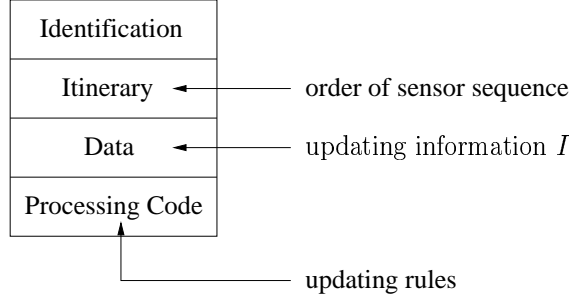 Identification
Itinerary
order of sensor sequence
Data
updating information I
Processing Code
updating rules